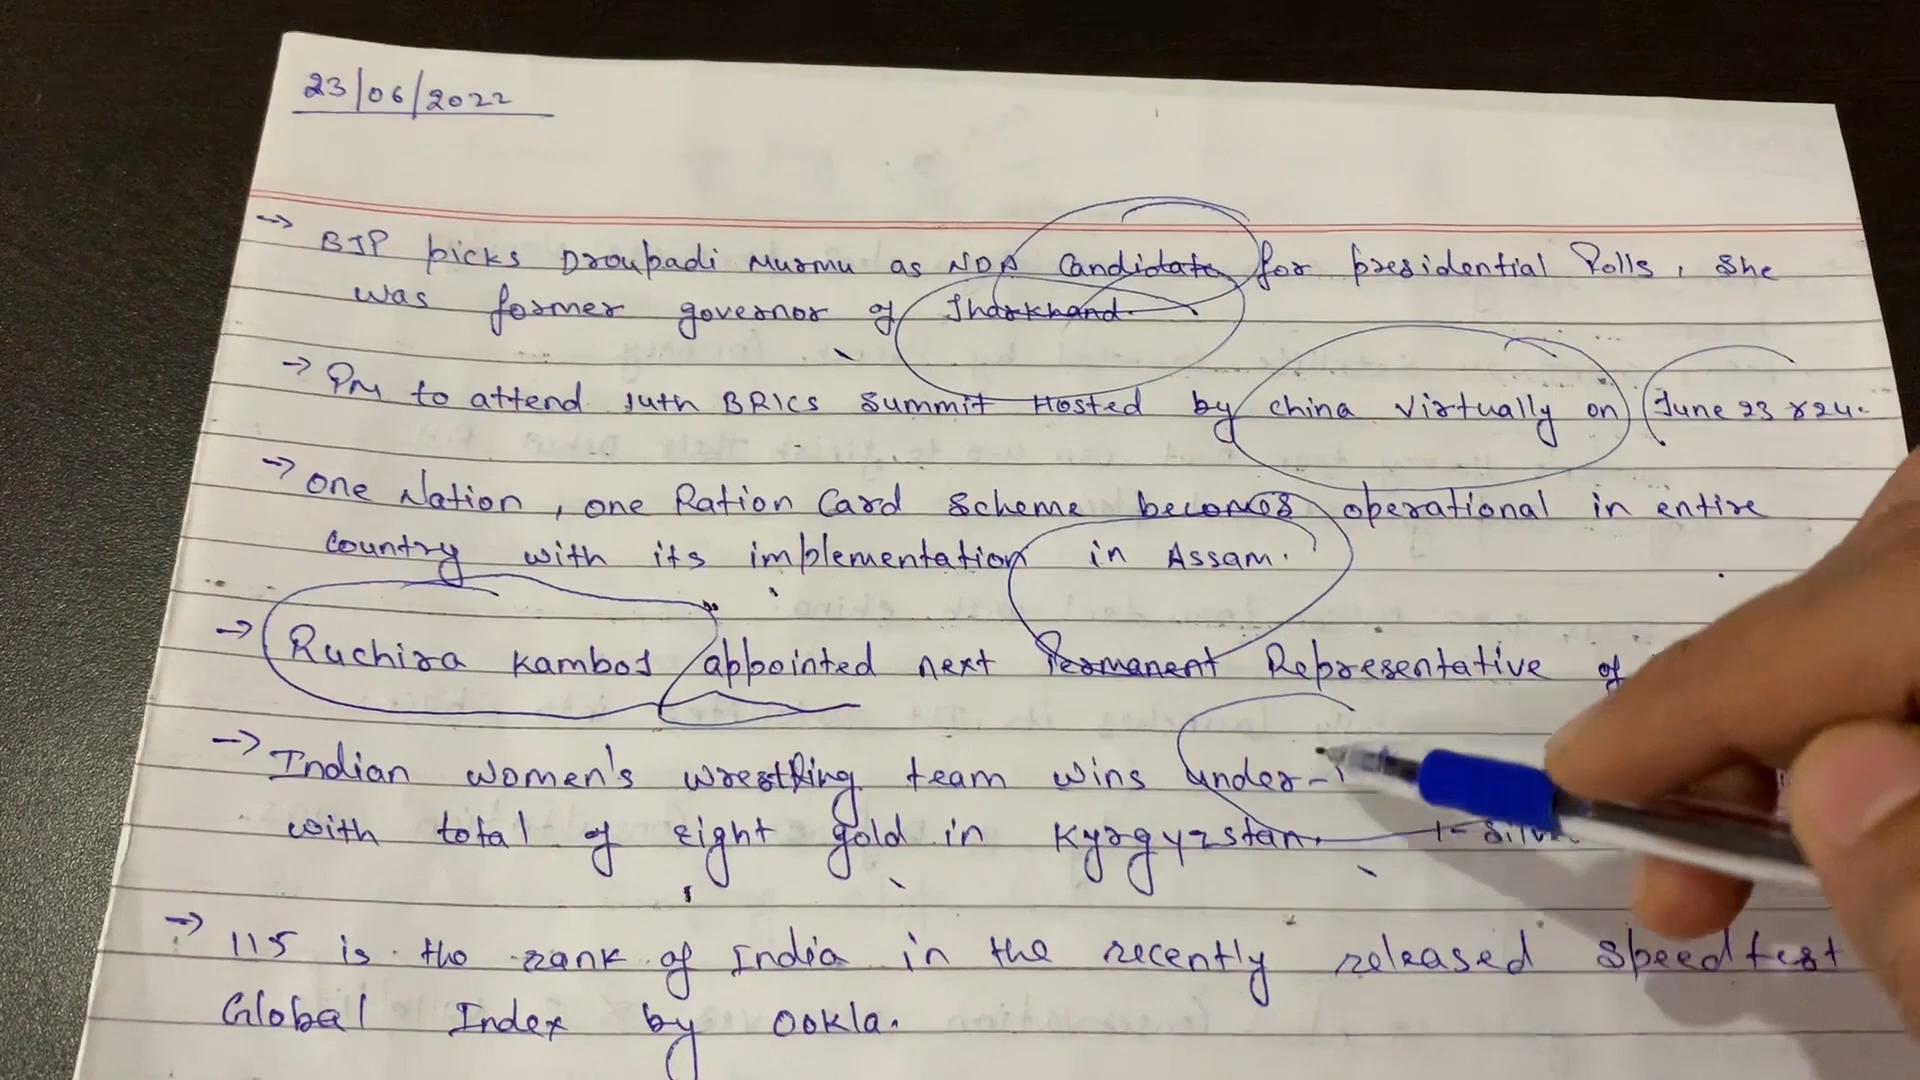 23/06/2022
→ BJP picks Droupadi Murmu as NDA Candidate for presidential Polls, she
was former governor of Jharkhand.
→ PM to attend 14th BRICS Summit Hosted by China Virtually on June 23 & 24.
→ One Nation, one Ration Card Scheme becomes operational in entire
country with its implementation in Assam.
→ Ruchira Kamboj appointed next Permanent Representative of
→ Indian women's wrestling team wins under-1
with total of eight gold in Kyrgyzstan.
→ 115 is the rank of India in the recently released speedtest
Global Index by Ookla.